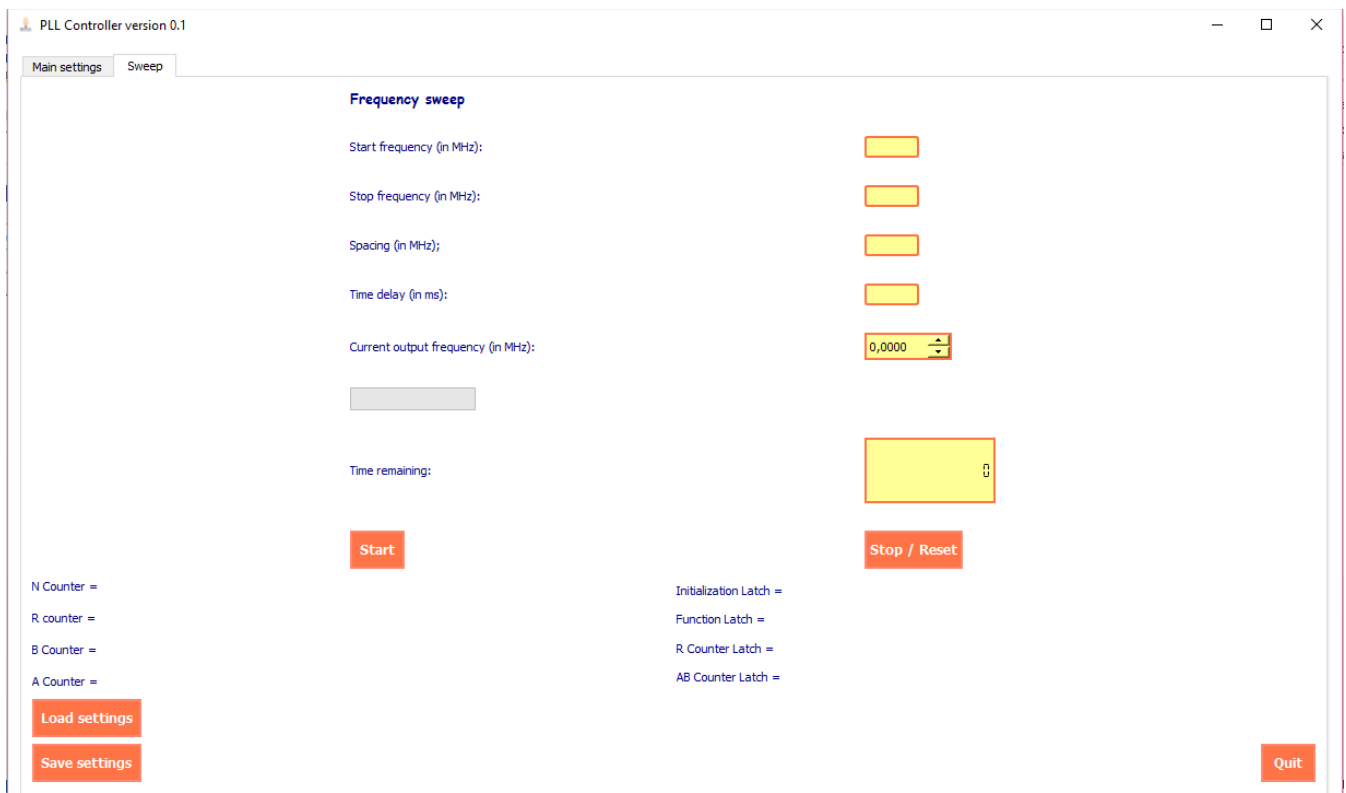 PLL Controller version 0.1
Main settings Sweep
Frequency sweep
Start frequency (in MHz):
Stop frequency (in MHz):
Spacing (in MHz);
Time delay (in ms):
Current output frequency (in MHz): 0,0000
Time remaining: 0
Start Stop / Reset
N Counter =
R counter =
B Counter =
A Counter =
Initialization Latch =
Function Latch =
R Counter Latch =
AB Counter Latch =
Load settings
Save settings
Quit